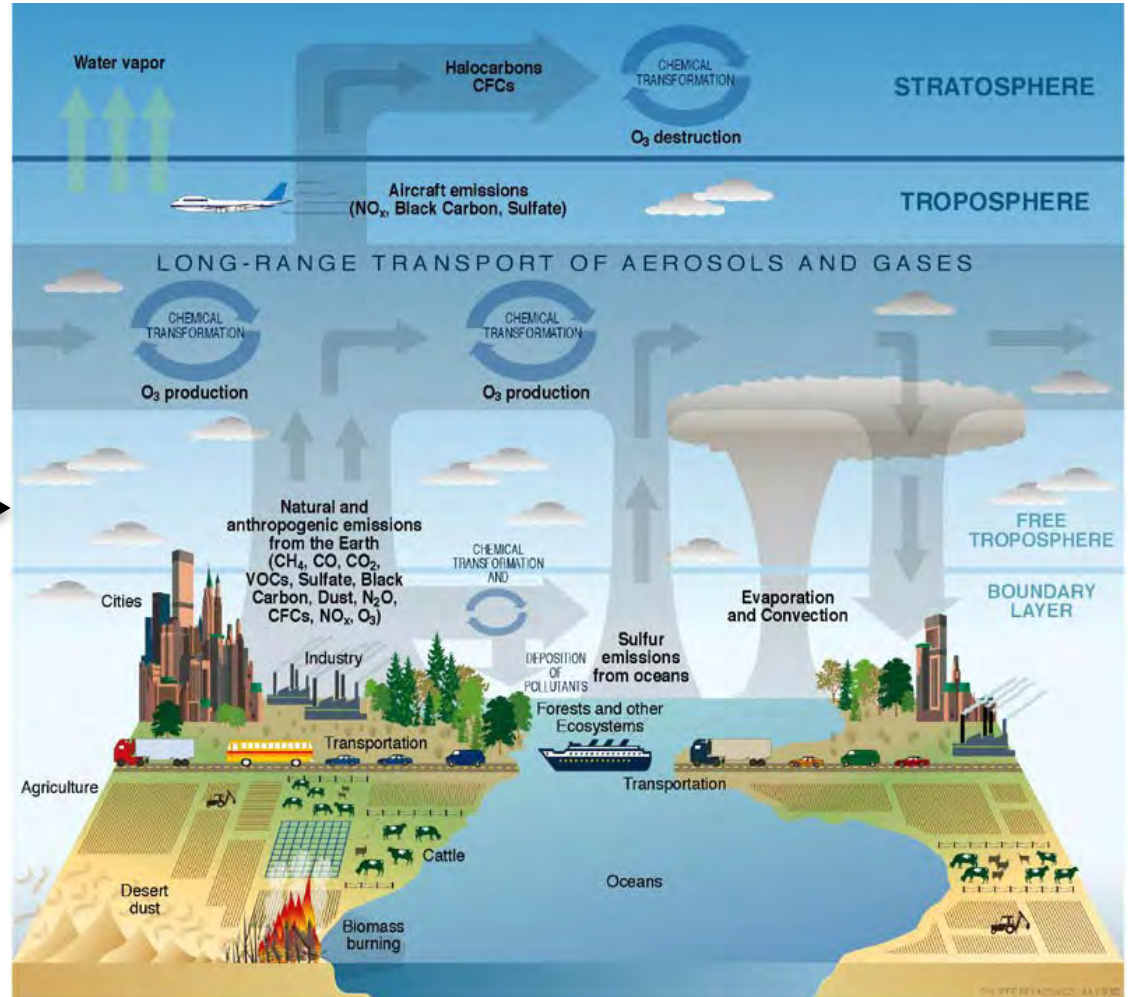 Water vapor
Halocarbons
CFCs
CHEMICAL
TRANSFORMATION
O₃ destruction
STRATOSPHERE
Aircraft emissions
(NOₓ, Black Carbon, Sulfate)
TROPOSPHERE
LONG-RANGE TRANSPORT OF AEROSOLS AND GASES
CHEMICAL
TRANSFORMATION
O₃ production
CHEMICAL
TRANSFORMATION
O₃ production
Natural and
anthropogenic emissions
from the Earth
(CH₄, CO, CO₂,
VOCs, Sulfate, Black
Carbon, Dust, N₂O,
CFCs, NOₓ, O₃)
CHEMICAL
TRANSFORMATION
AND
DEPOSITION
OF
POLLUTANTS
FREE
TROPOSPHERE
BOUNDARY
LAYER
Cities
Industry
Sulfur
emissions
from oceans
Evaporation
and Convection
Forests and other
Ecosystems
Transportation
Transportation
Agriculture
Cattle
Oceans
Desert
dust
Biomass
burning